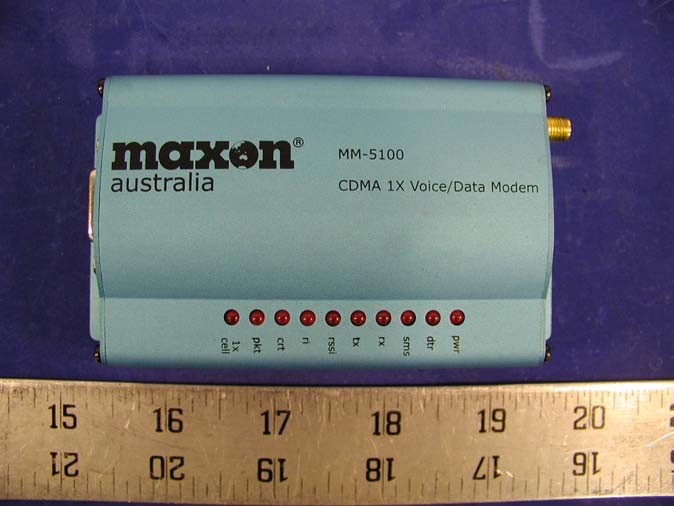 maxon®
australia
MM-5100
CDMA 1X Voice/Data Modem
1x cell
pkt
crt
ri
rssi
tx
rx
sms
dtr
pwr
15 16 17 18 19 20
21 20 19 18 17 16